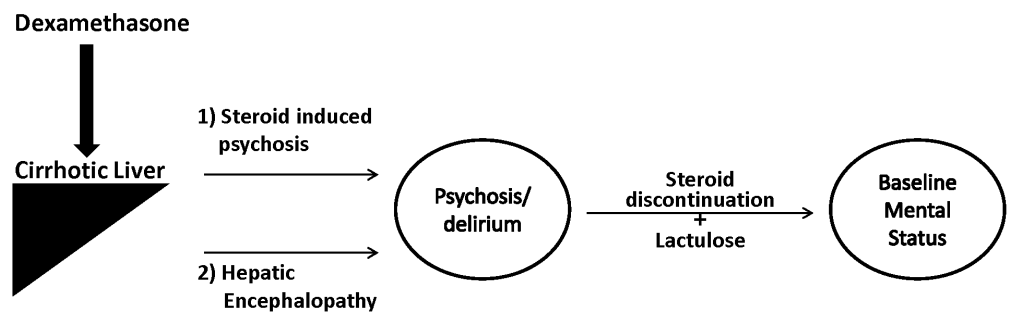 Dexamethasone
Cirrhotic Liver
1) Steroid induced
psychosis
2) Hepatic
Encephalopathy
Psychosis/
delirium
Steroid
discontinuation
+
Lactulose
Baseline
Mental
Status